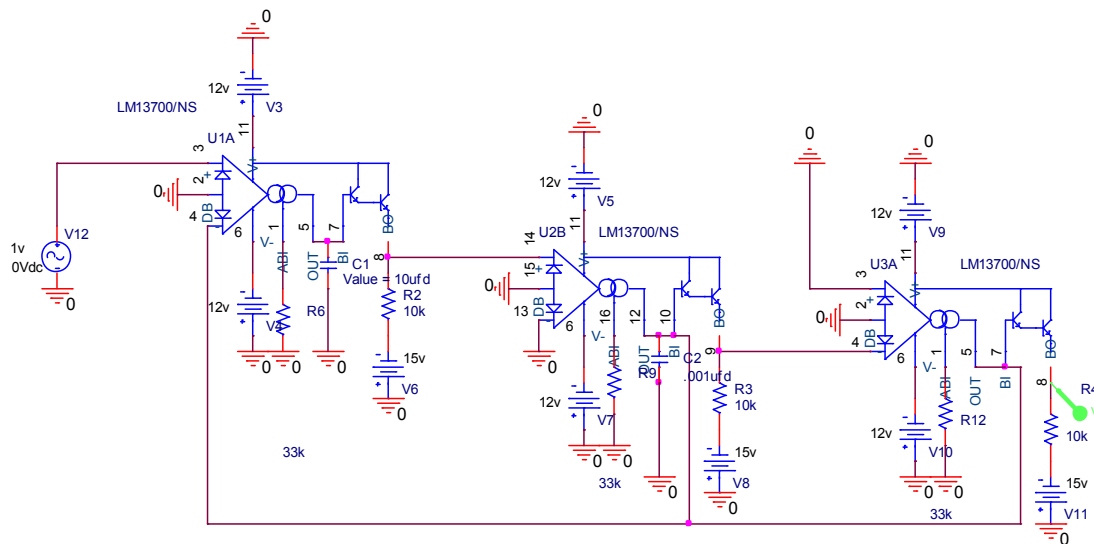 0
12v
V3
LM13700/NS
11
U1A
3
V+
2
+
0
4
DB
6
V-
1
ABI
5
OUT
7
BI
BO
8
V12
1v
0Vdc
0
C1
Value = 10ufd
R2
10k
12v
V4
R6
0
0
0
15v
V6
0
33k
0
12v
V5
11
U2B
LM13700/NS
14
V+
15
+
0
13
DB
6
V-
16
ABI
12
OUT
10
BI
BO
9
0
C2
.001ufd
R9
R3
10k
12v
V7
0
0
0
15v
V8
0
33k
0
0
12v
V9
11
U3A
LM13700/NS
3
V+
2
+
0
4
DB
6
V-
1
ABI
5
OUT
7
BI
BO
8
R4
V
10k
R12
12v
V10
0
0
15v
V11
0
33k